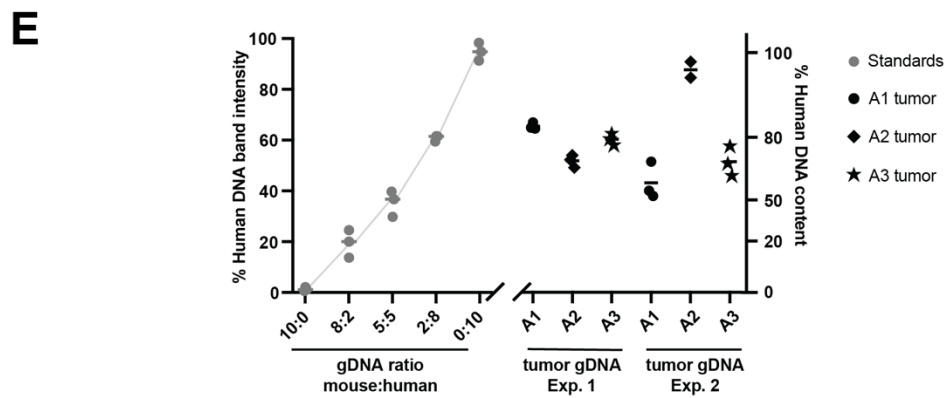 E
% Human DNA band intensity
100
80
60
40
20
0
10:0
8:2
5:5
2:8
0:10
gDNA ratio
mouse:human
A1
A2
A3
A1
A2
A3
tumor gDNA
Exp. 1
tumor gDNA
Exp. 2
100
80
50
20
0
% Human DNA content
Standards
A1 tumor
A2 tumor
A3 tumor